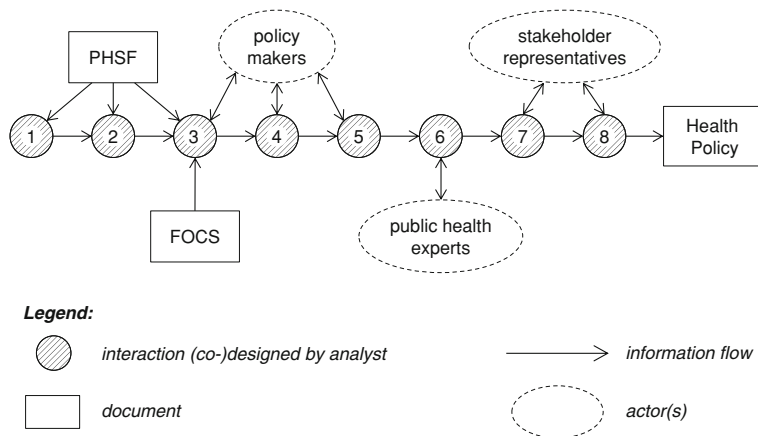 PHSF
policy
makers
stakeholder
representatives
1
2
3
4
5
6
7
8
Health
Policy
FOCS
public health
experts
Legend:
interaction (co-)designed by analyst
information flow
document
actor(s)